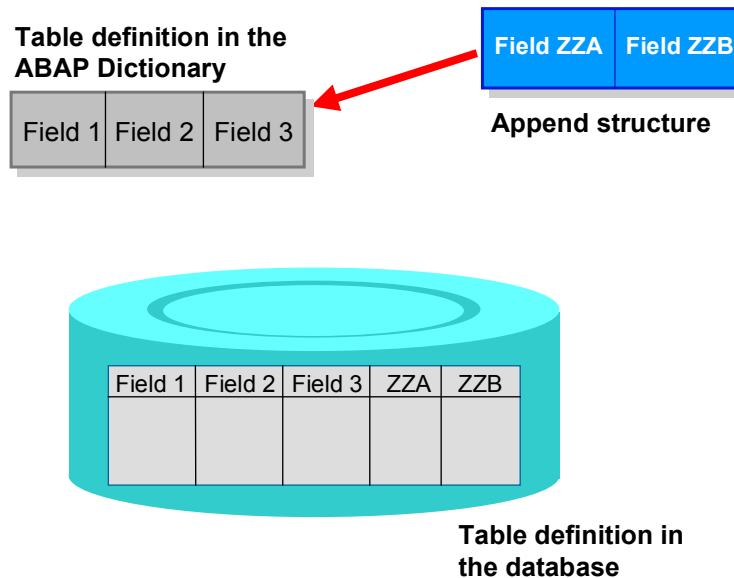 Table definition in the
ABAP Dictionary
Field ZZA Field ZZB
Field 1 Field 2 Field 3
Append structure
Field 1 Field 2 Field 3 ZZA ZZB
Table definition in
the database